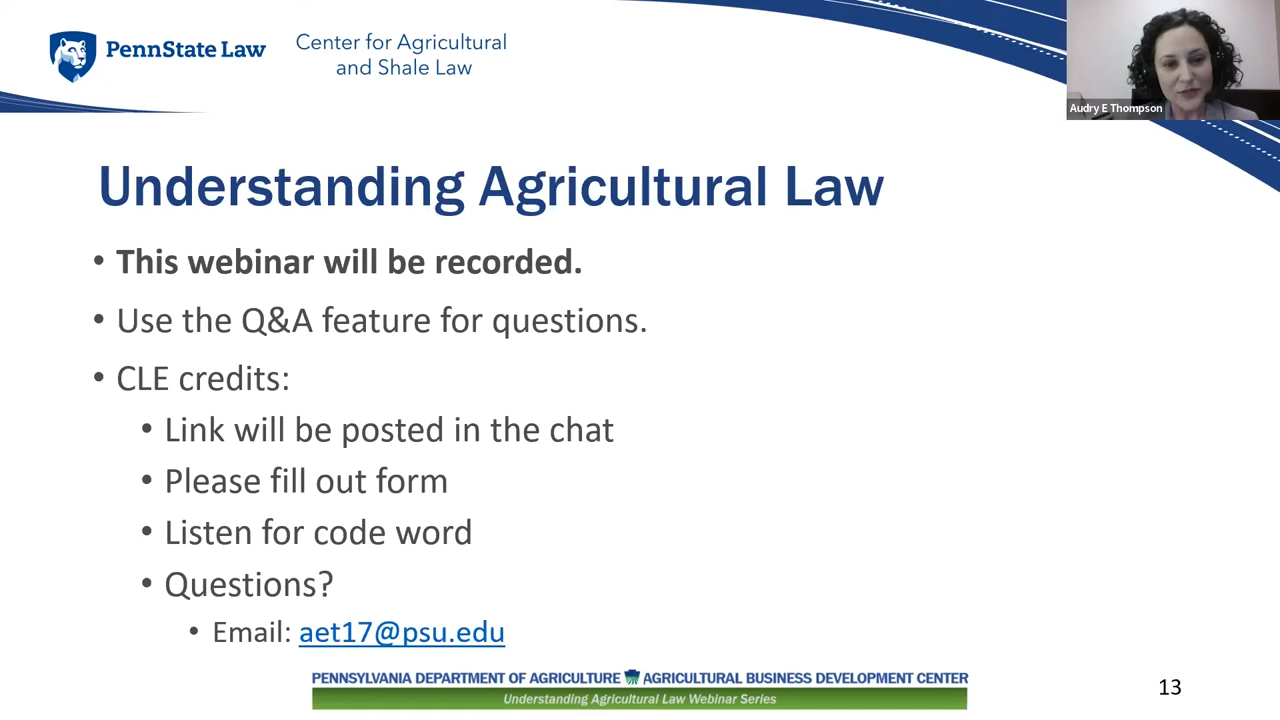 PennState Law
Center for Agricultural
and Shale Law
Audry E Thompson
Understanding Agricultural Law
• This webinar will be recorded.
• Use the Q&A feature for questions.
• CLE credits:
• Link will be posted in the chat
• Please fill out form
• Listen for code word
• Questions?
• Email: aet17@psu.edu
PENNSYLVANIA DEPARTMENT OF AGRICULTURE AGRICULTURAL BUSINESS DEVELOPMENT CENTER
Understanding Agricultural Law Webinar Series
13